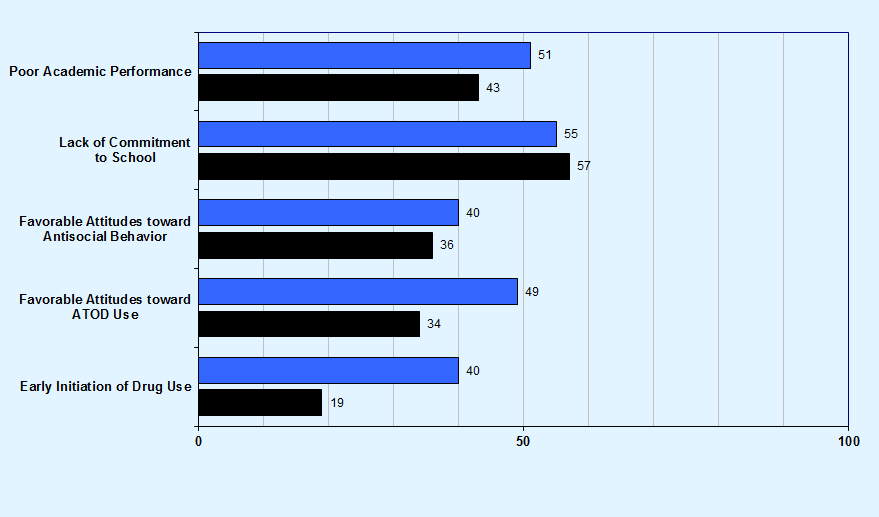 Poor Academic Performance
51
43
Lack of Commitment
to School
55
57
Favorable Attitudes toward
Antisocial Behavior
40
36
Favorable Attitudes toward
ATOD Use
49
34
Early Initiation of Drug Use
40
19
0 50 100